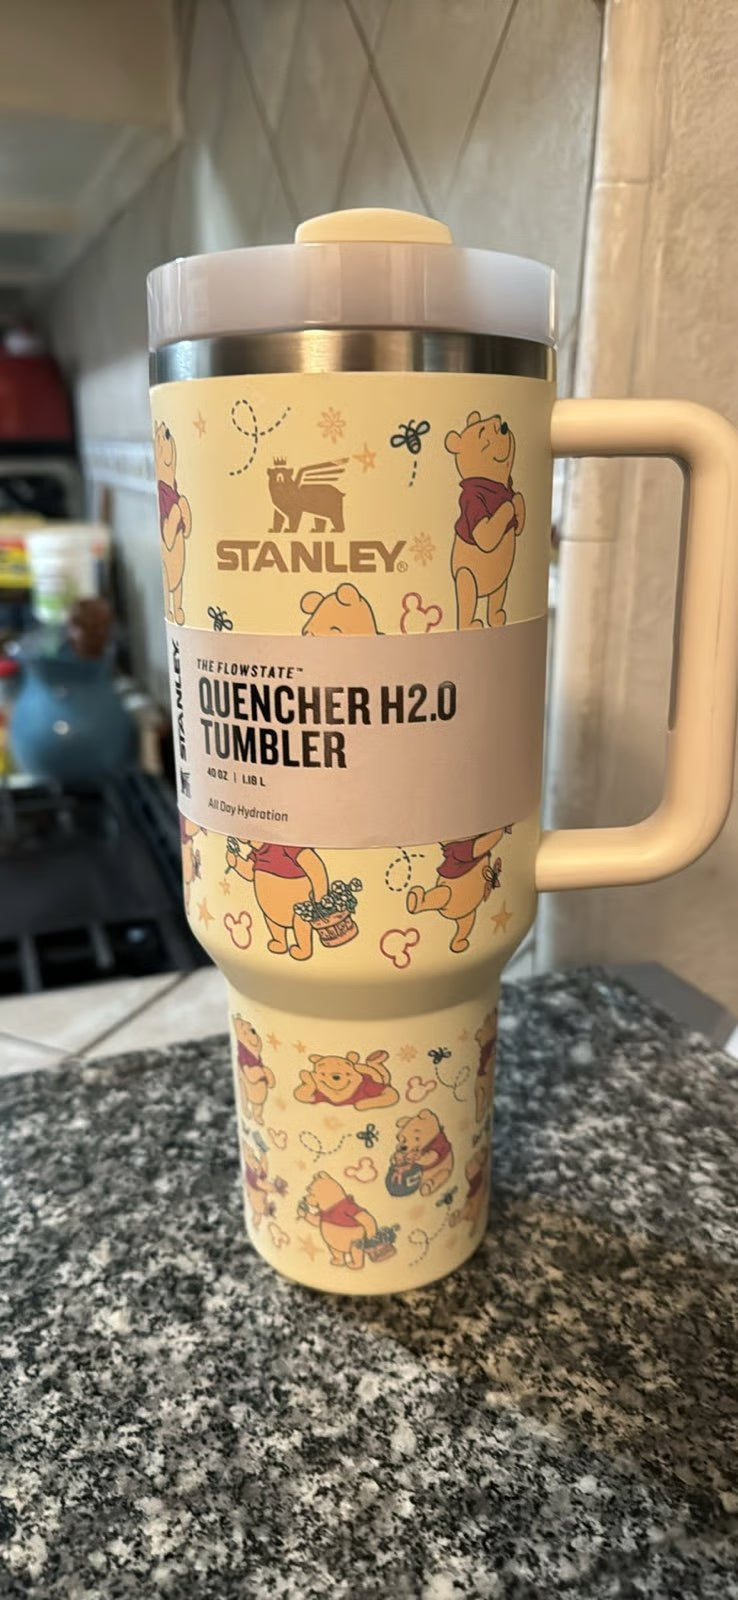 STANLEY®
STANLEY
THE FLOWSTATE™
QUENCHER H2.0
TUMBLER
40 OZ | 1.18 L
All Day Hydration